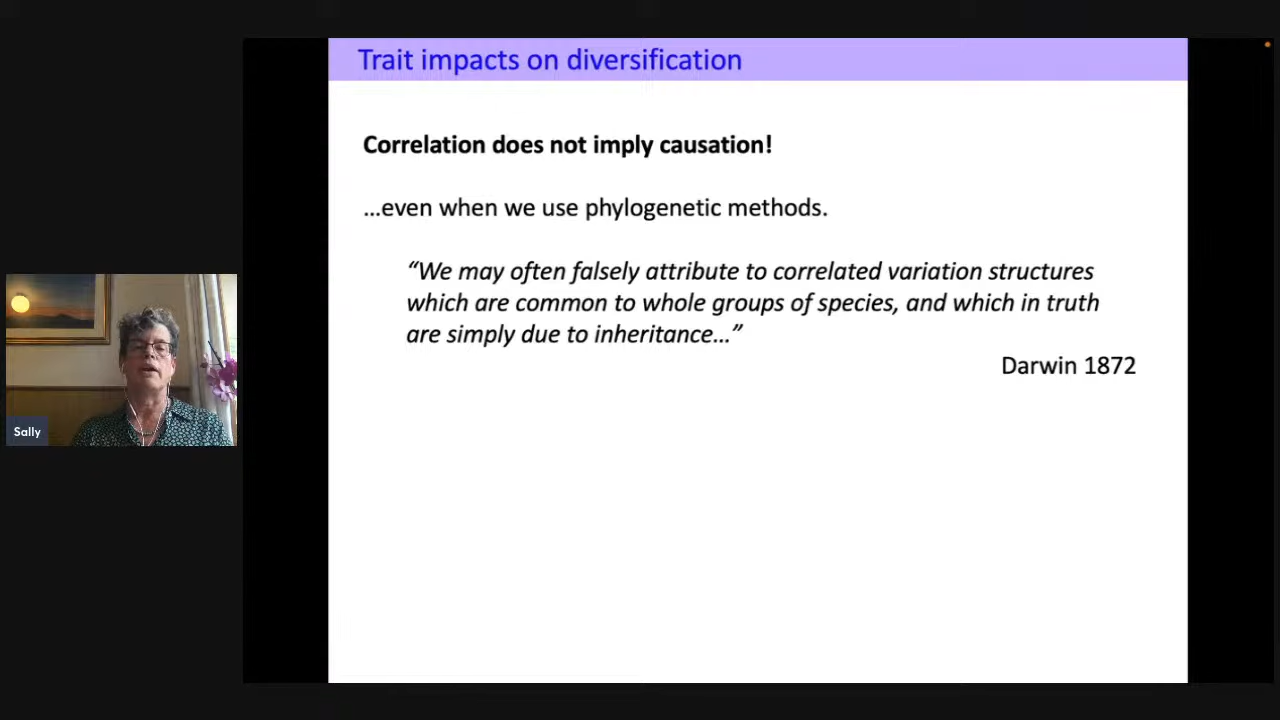 Trait impacts on diversification
Correlation does not imply causation!
...even when we use phylogenetic methods.
“We may often falsely attribute to correlated variation structures
which are common to whole groups of species, and which in truth
are simply due to inheritance...”
Darwin 1872
Sally